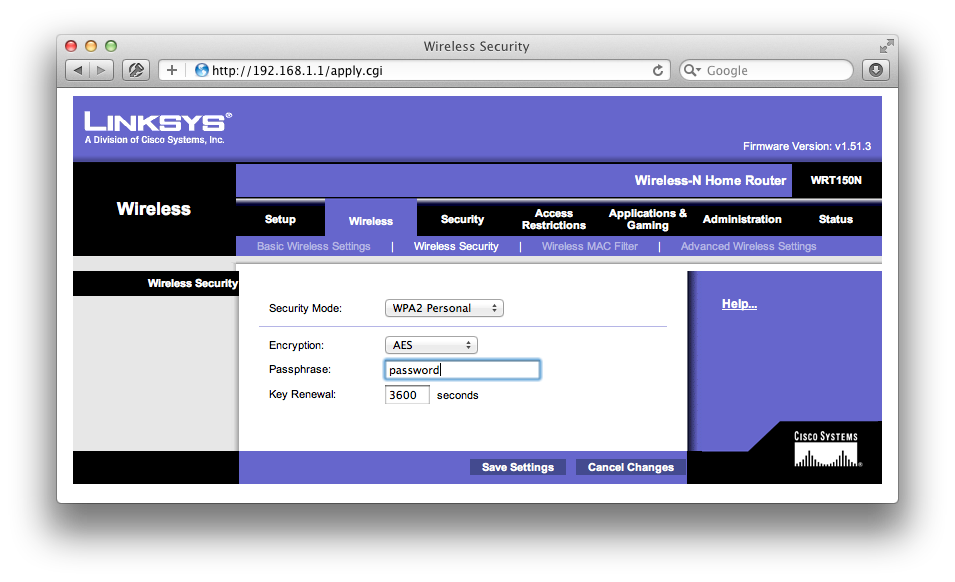 Wireless Security
http://192.168.1.1/apply.cgi
Google
LINKSYS®
A Division of Cisco Systems, Inc.
Firmware Version: v1.51.3
Wireless-N Home Router
WRT150N
Wireless
Setup
Wireless
Security
Access
Restrictions
Applications &
Gaming
Administration
Status
Basic Wireless Settings | Wireless Security | Wireless MAC Filter | Advanced Wireless Settings
Wireless Security
Security Mode: WPA2 Personal
Help...
Encryption: AES
Passphrase: password
Key Renewal: 3600 seconds
CISCO SYSTEMS
®
Save Settings
Cancel Changes